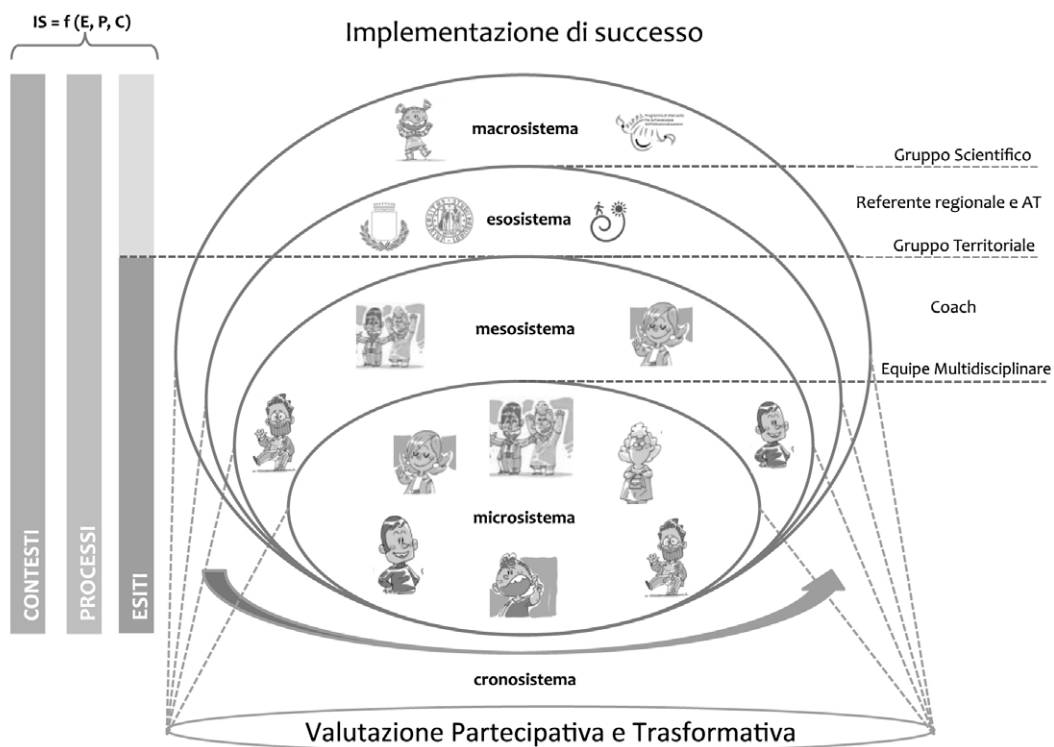 IS = f (E, P, C)
Implementazione di successo
macrosistema
Gruppo Scientifico
Referente regionale e AT
esosistema
Gruppo Territoriale
Coach
mesosistema
Equipe Multidisciplinare
microsistema
CONTESTI
PROCESSI
ESITI
cronosistema
Valutazione Partecipativa e Trasformativa